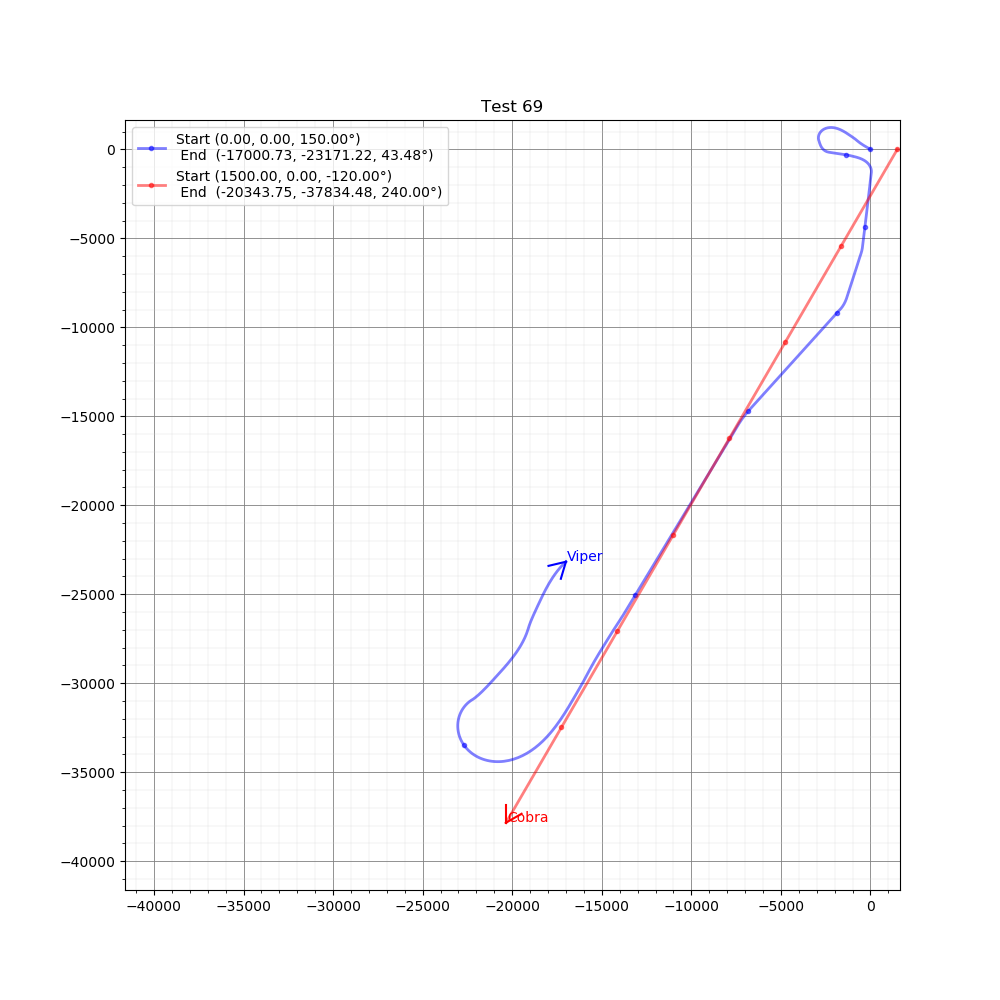 Test 69
Start (0.00, 0.00, 150.00°)
End  (-17000.73, -23171.22, 43.48°)
Start (1500.00, 0.00, -120.00°)
End  (-20343.75, -37834.48, 240.00°)
0
−5000
−10000
−15000
−20000
−25000
−30000
−35000
−40000
Viper
Cobra
−40000 −35000 −30000 −25000 −20000 −15000 −10000 −5000 0